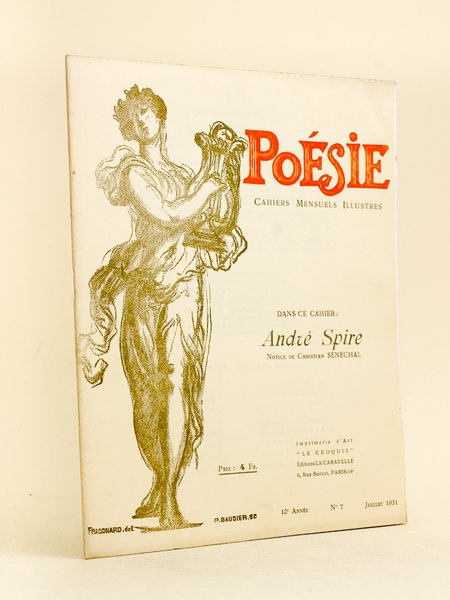 POÉSIE
CAHIERS MENSUELS ILLUSTRES
DANS CE CAHIER:
André Spire
NOTICE DE CHRISTIAN SÉNÉCHAL
Imprimerie d'Art
"LE CROQUIS"
Éditions LA CARAVELLE
6, Rue Bezout, PARIS-14e
PRIX : 4 FR.
FRAGONARD.del
P. BAUDIER. SC
10e ANNÉE N° 7 JUILLET 1931